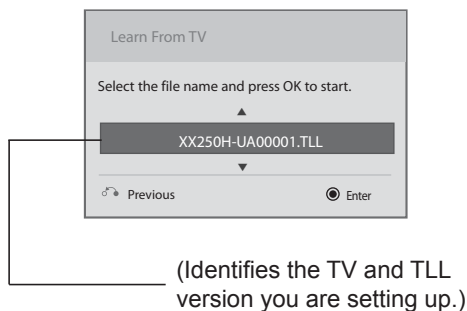 Learn From TV
Select the file name and press OK to start.
▲
XX250H-UA00001.TLL
▼
Previous
Enter
(Identifies the TV and TLL
version you are setting up.)